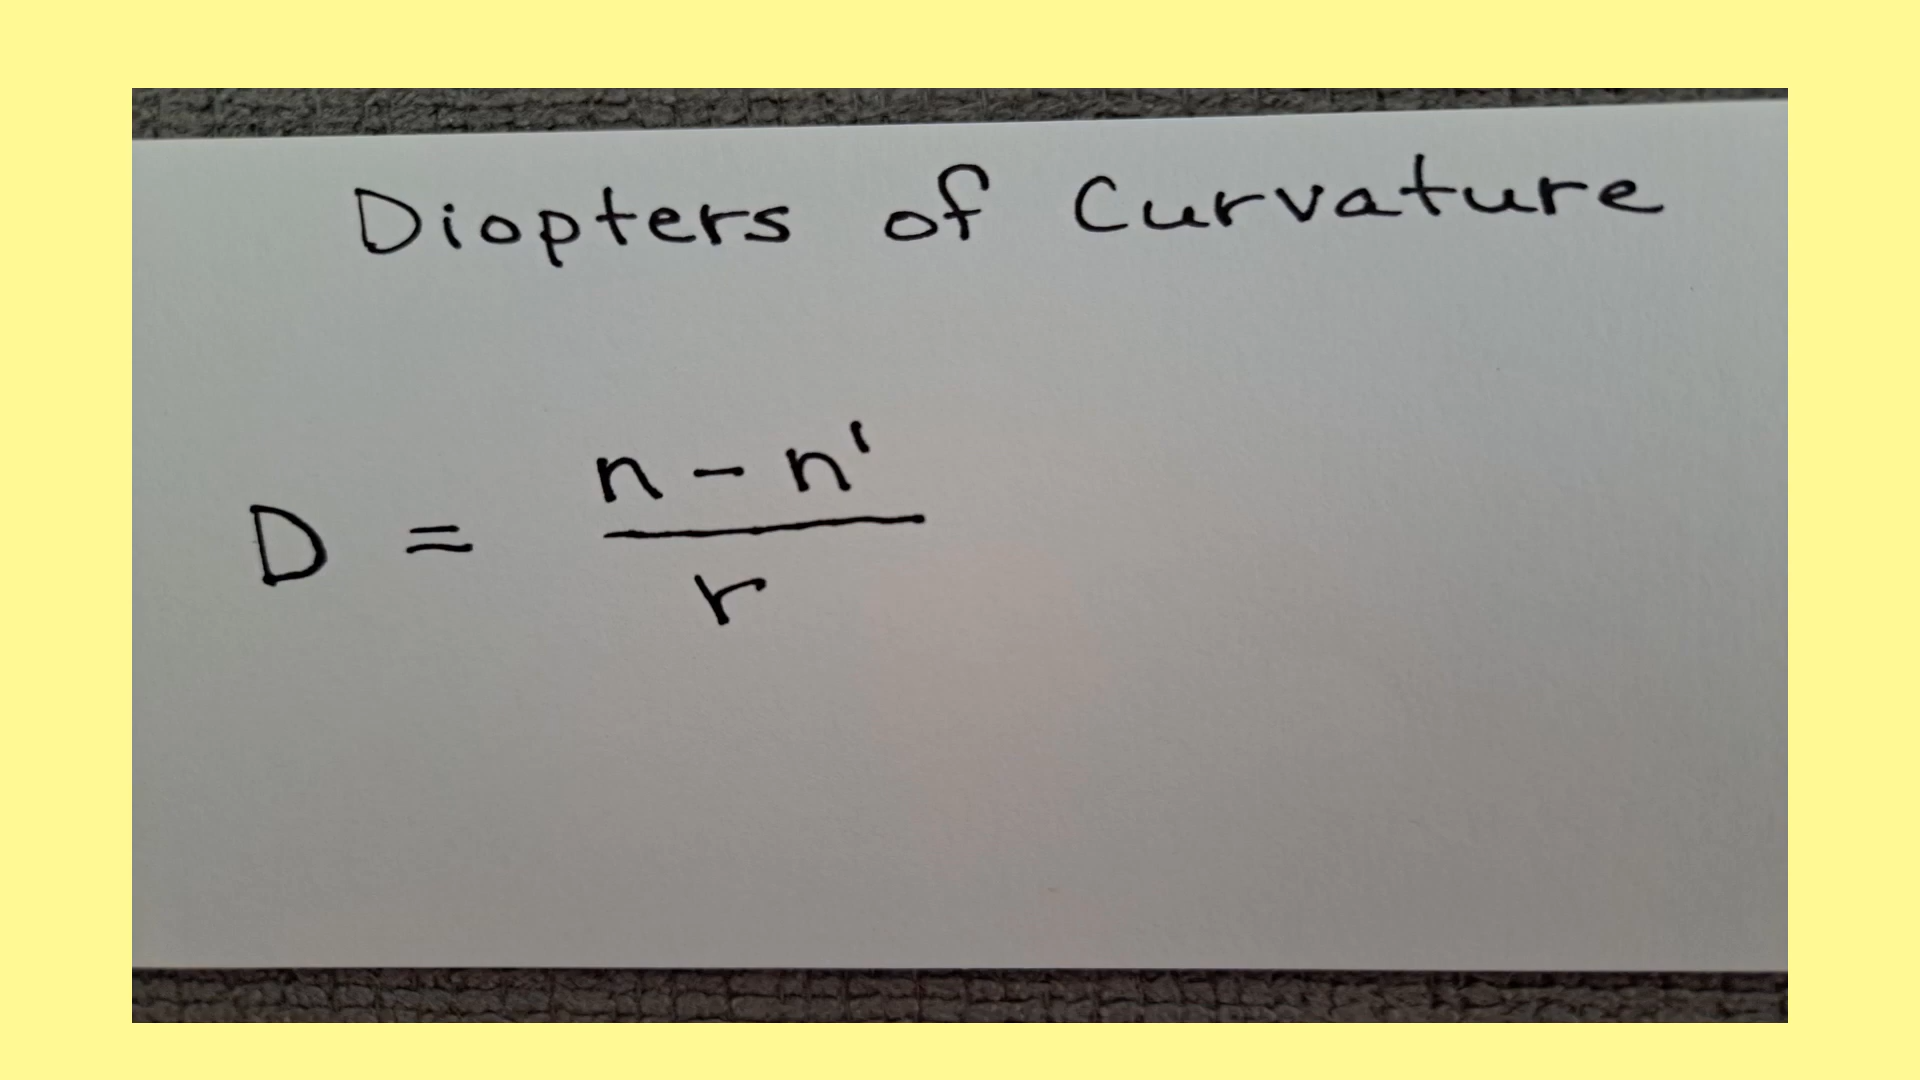 Diopters of Curvature
D = n - n'
r